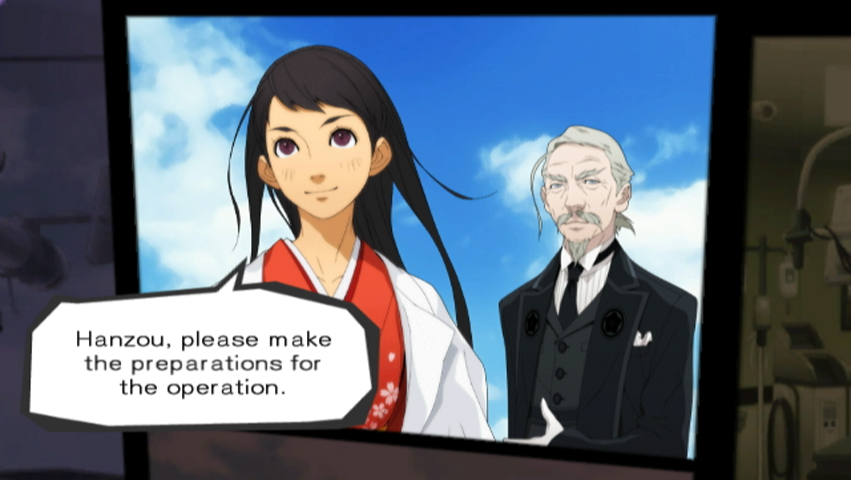 Hanzou, please make
the preparations for
the operation.